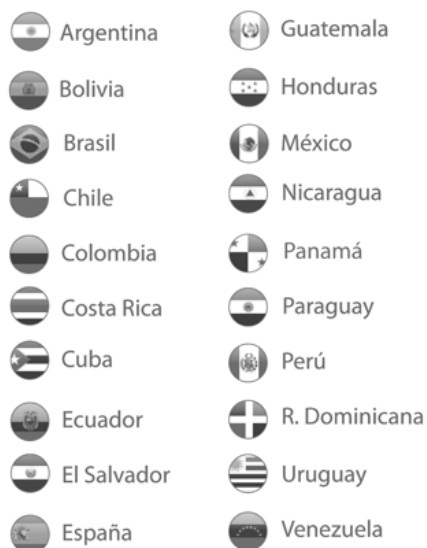 Argentina
Bolivia
Brasil
Chile
Colombia
Costa Rica
Cuba
Ecuador
El Salvador
España
Guatemala
Honduras
México
Nicaragua
Panamá
Paraguay
Perú
R. Dominicana
Uruguay
Venezuela